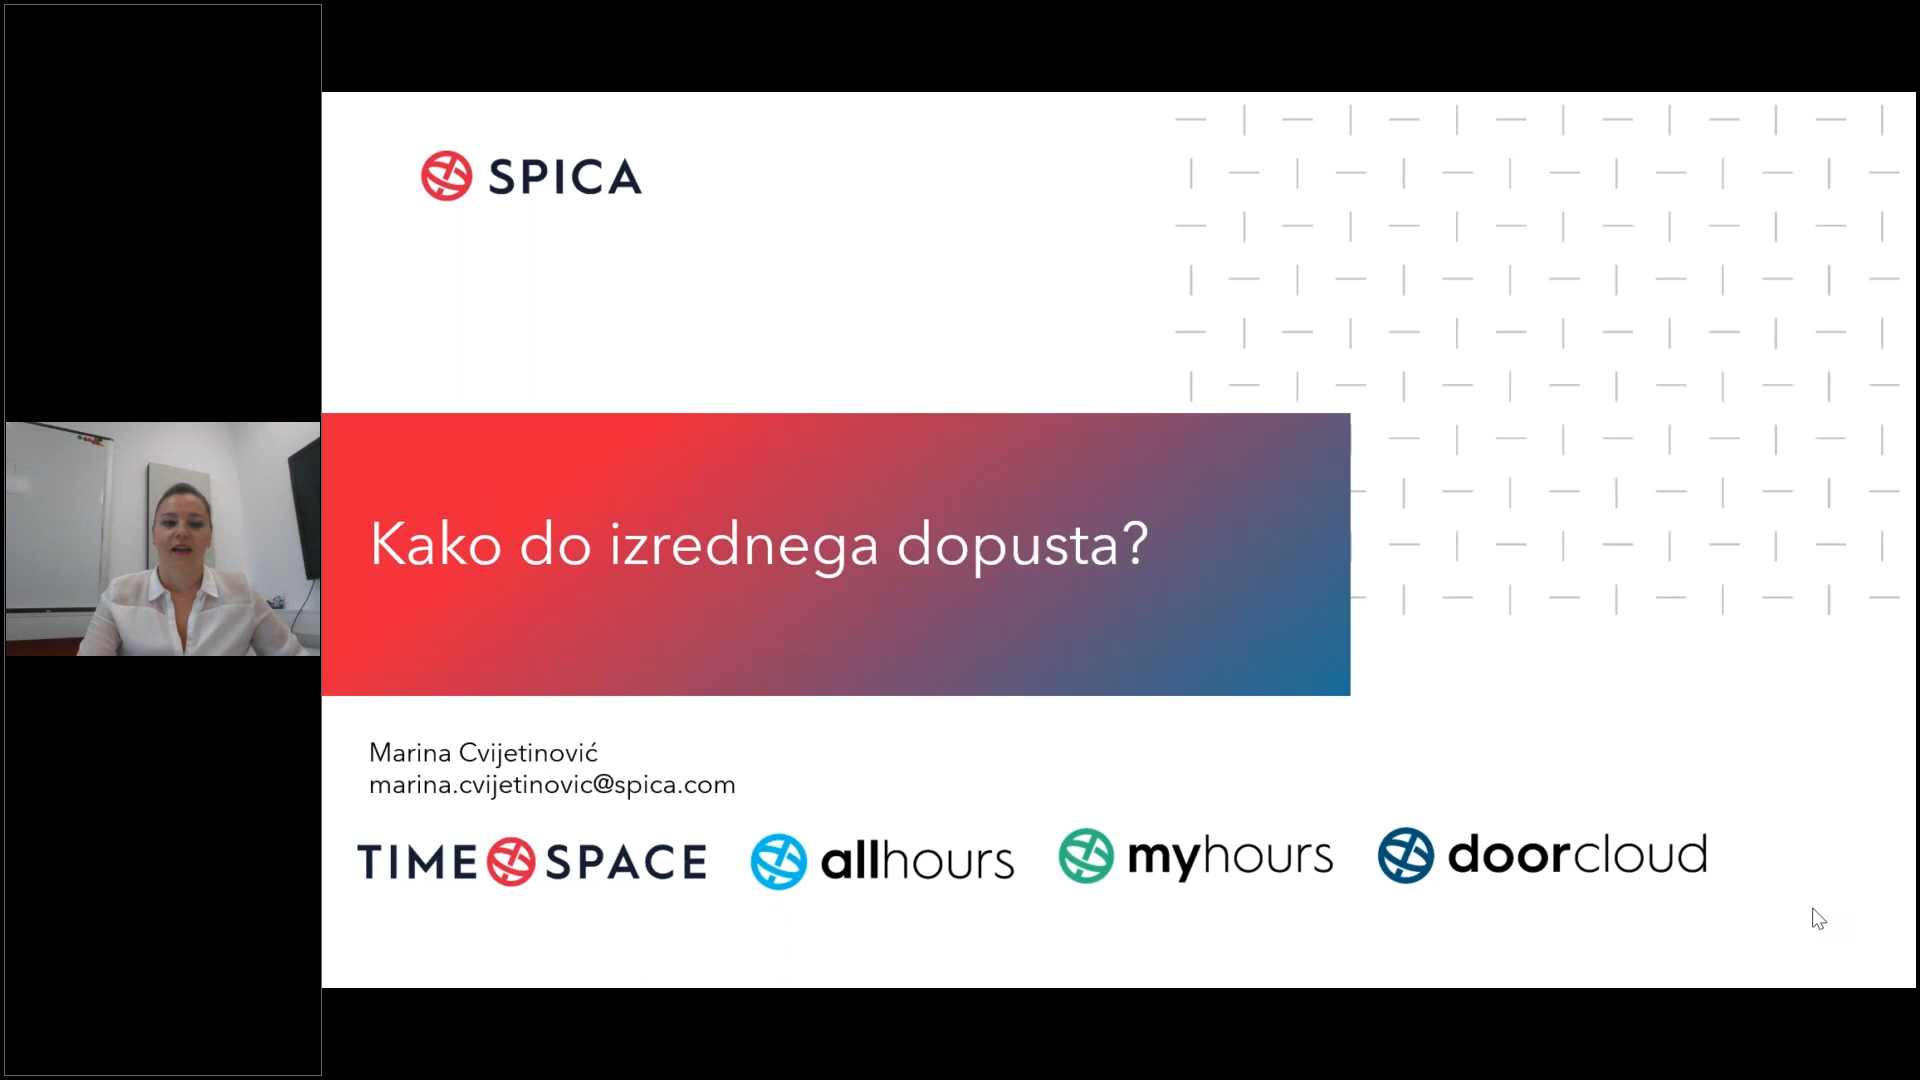 SPICA
Kako do izrednega dopusta?
Marina Cvijetinović
marina.cvijetinovic@spica.com
TIME SPACE
allhours
myhours
doorcloud